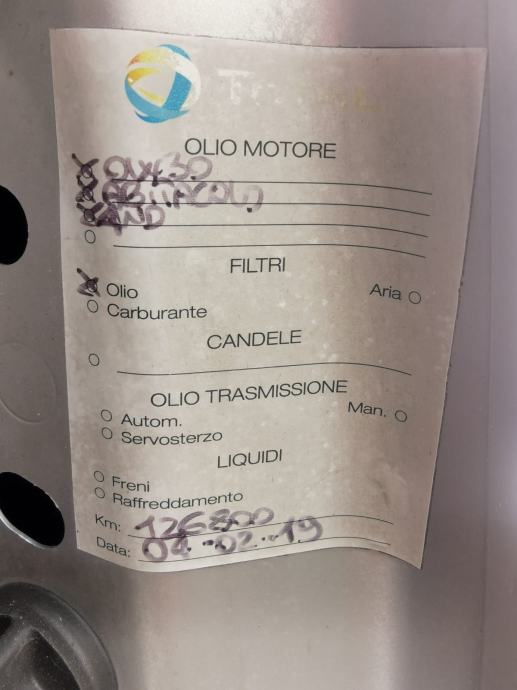 OLIO MOTORE
ABITACOLO
FILTRI
Olio
Aria
Carburante
CANDELE
OLIO TRASMISSIONE
Autom.
Man.
Servosterzo
LIQUIDI
Freni
Raffreddamento
Km: 126800
Data: 04-02-19